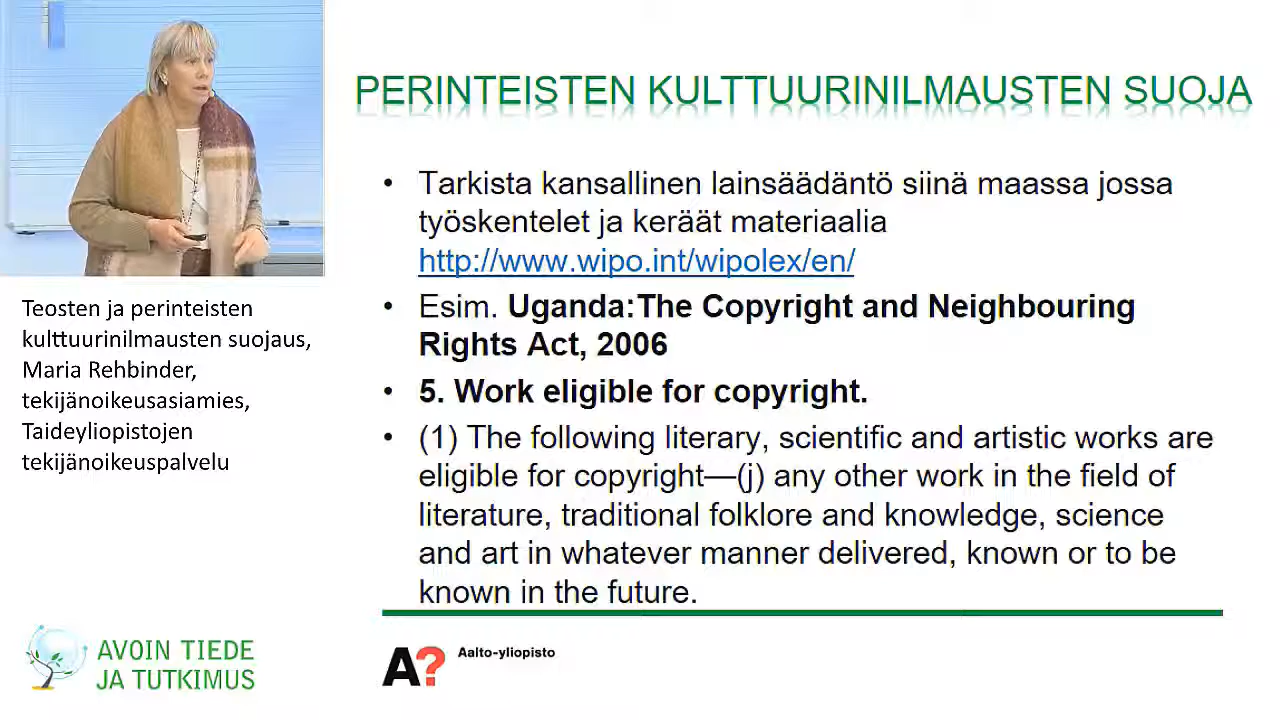 PERINTEISTEN KULTTUURINILMAUSTEN SUOJA
• Tarkista kansallinen lainsäädäntö siinä maassa jossa
työskentelet ja keräät materiaalia
http://www.wipo.int/wipolex/en/
• Esim. Uganda:The Copyright and Neighbouring
Rights Act, 2006
• 5. Work eligible for copyright.
• (1) The following literary, scientific and artistic works are
eligible for copyright—(j) any other work in the field of
literature, traditional folklore and knowledge, science
and art in whatever manner delivered, known or to be
known in the future.
Teosten ja perinteisten
kulttuurinilmausten suojaus,
Maria Rehbinder,
tekijänoikeusasiamies,
Taideyliopistojen
tekijänoikeuspalvelu
AVOIN TIEDE
JA TUTKIMUS
A?
Aalto-yliopisto